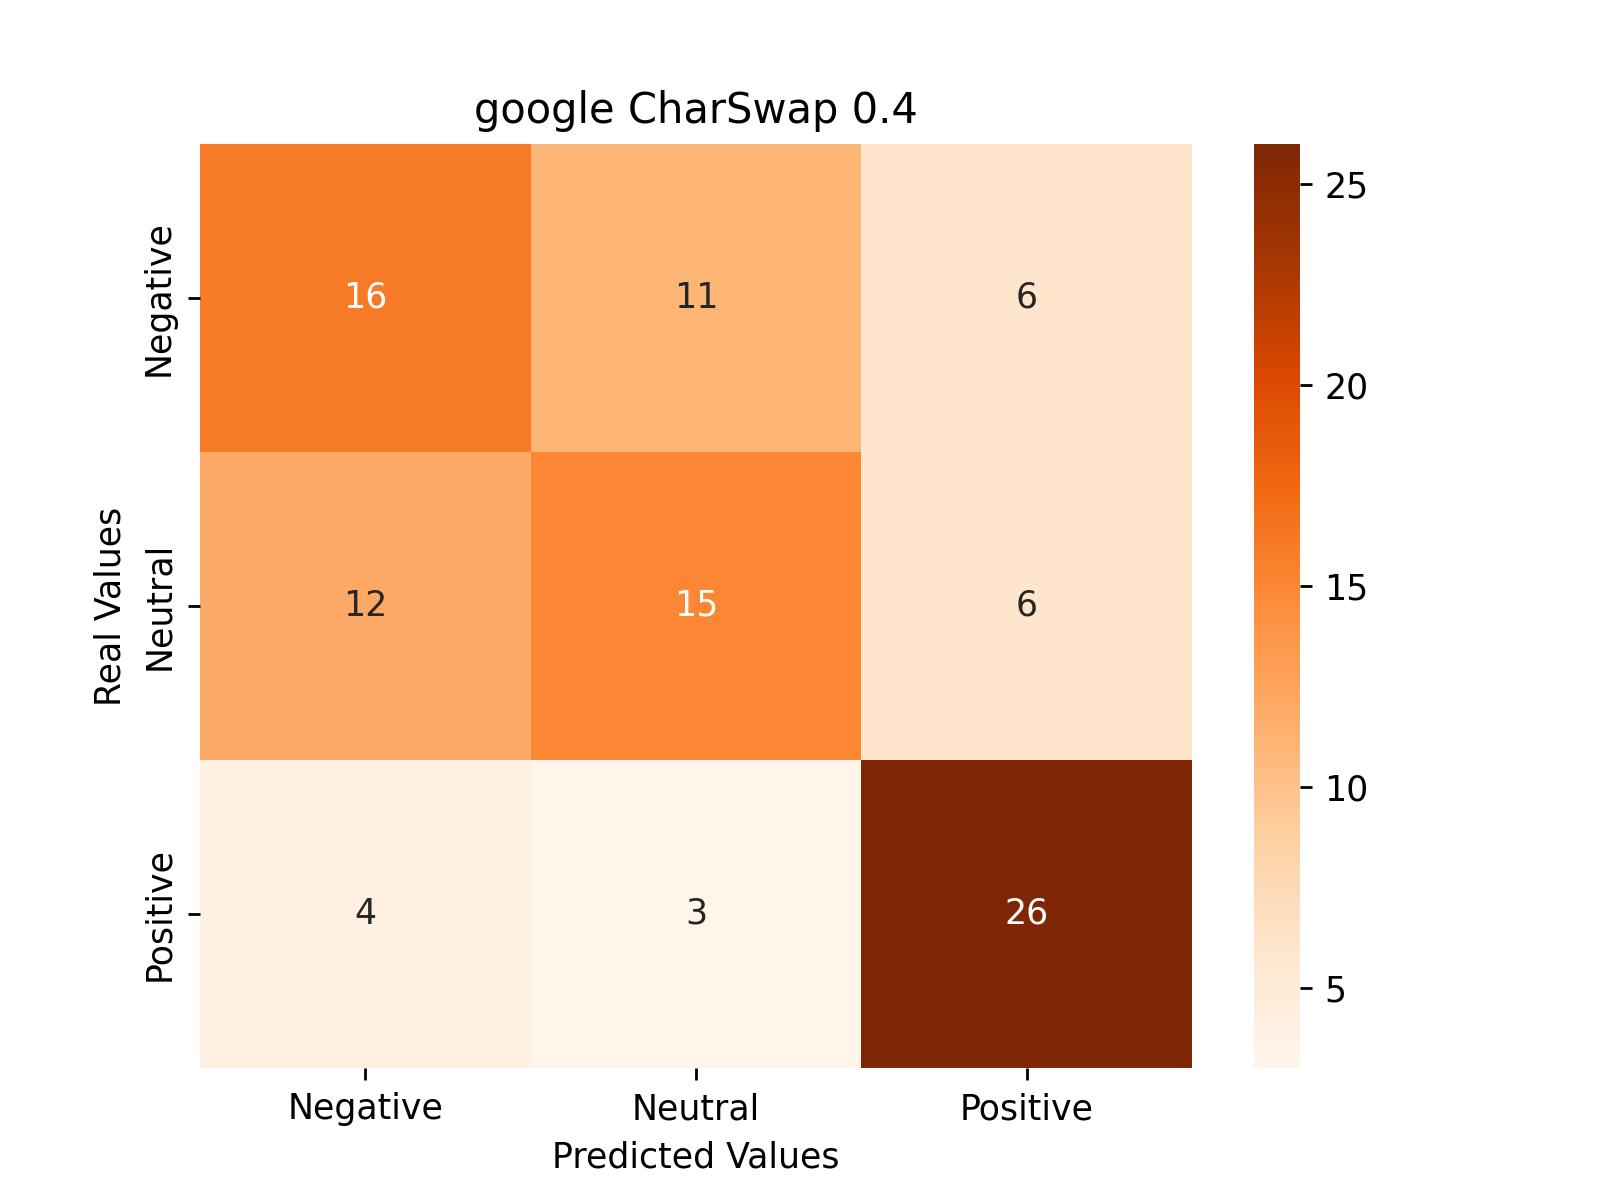 google CharSwap 0.4
Real Values
Negative
16 11 6
Neutral
12 15 6
Positive
4 3 26
Negative Neutral Positive
Predicted Values
25
20
15
10
5